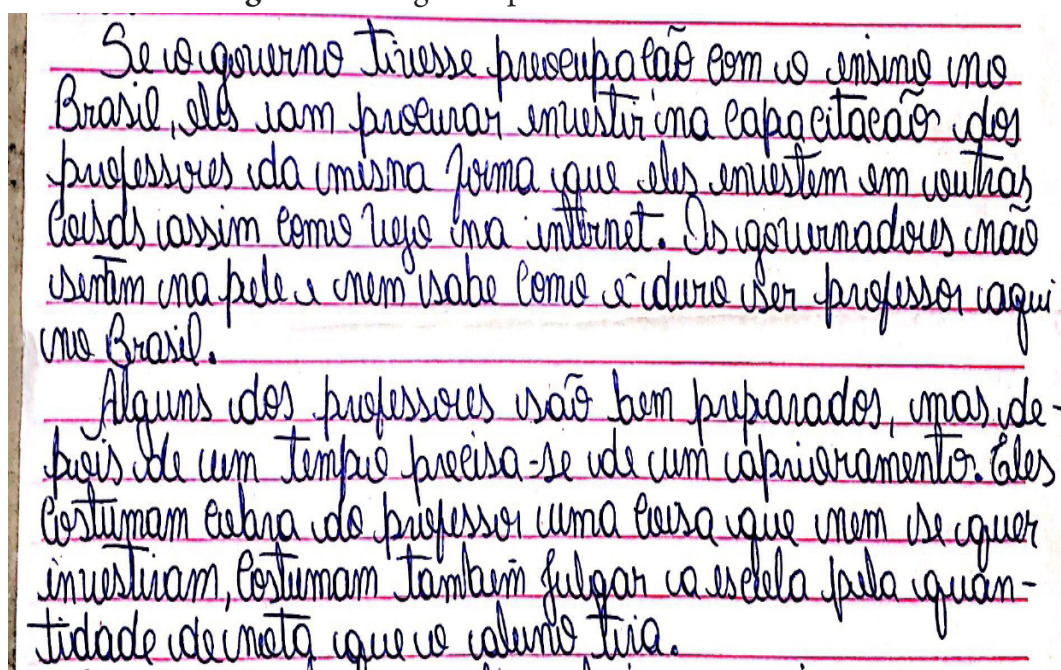 Se o governo tivesse preocupação com o ensino no
Brasil, eles iam procurar envestir na capacitação dos
professores da mesma forma que eles envestem em outras
coisas assim como vejo na internet. Os governadores não
sentem na pele e nem sabe como é duro ser professor aqui
no Brasil.
Alguns dos professores são bem preparados, mas de-
pois de um tempo precisa-se de um aprioramento. Eles
costumam cobra do professor uma coisa que nem se quer
investiram, costumam também julgar a escola pela quan-
tidade de nota que o aluno tira.